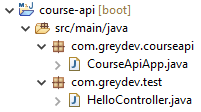 course-api [boot]
src/main/java
com.greydev.courseapi
CourseApiApp.java
com.greydev.test
HelloController.java